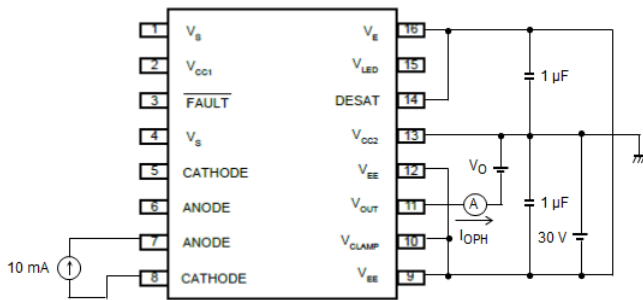 1 V_S V_E 16
2 V_CC1 V_LED 15
3 FAULT DESAT 14
4 V_S V_CC2 13
5 CATHODE V_EE 12
6 ANODE V_OUT 11
7 ANODE V_CLAMP 10
8 CATHODE V_EE 9
10 mA
1 µF
V_O
A
I_OPH
1 µF
30 V